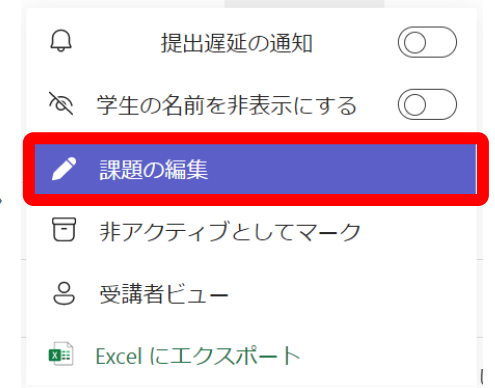 提出遅延の通知
学生の名前を非表示にする
課題の編集
非アクティブとしてマーク
受講者ビュー
Excel にエクスポート